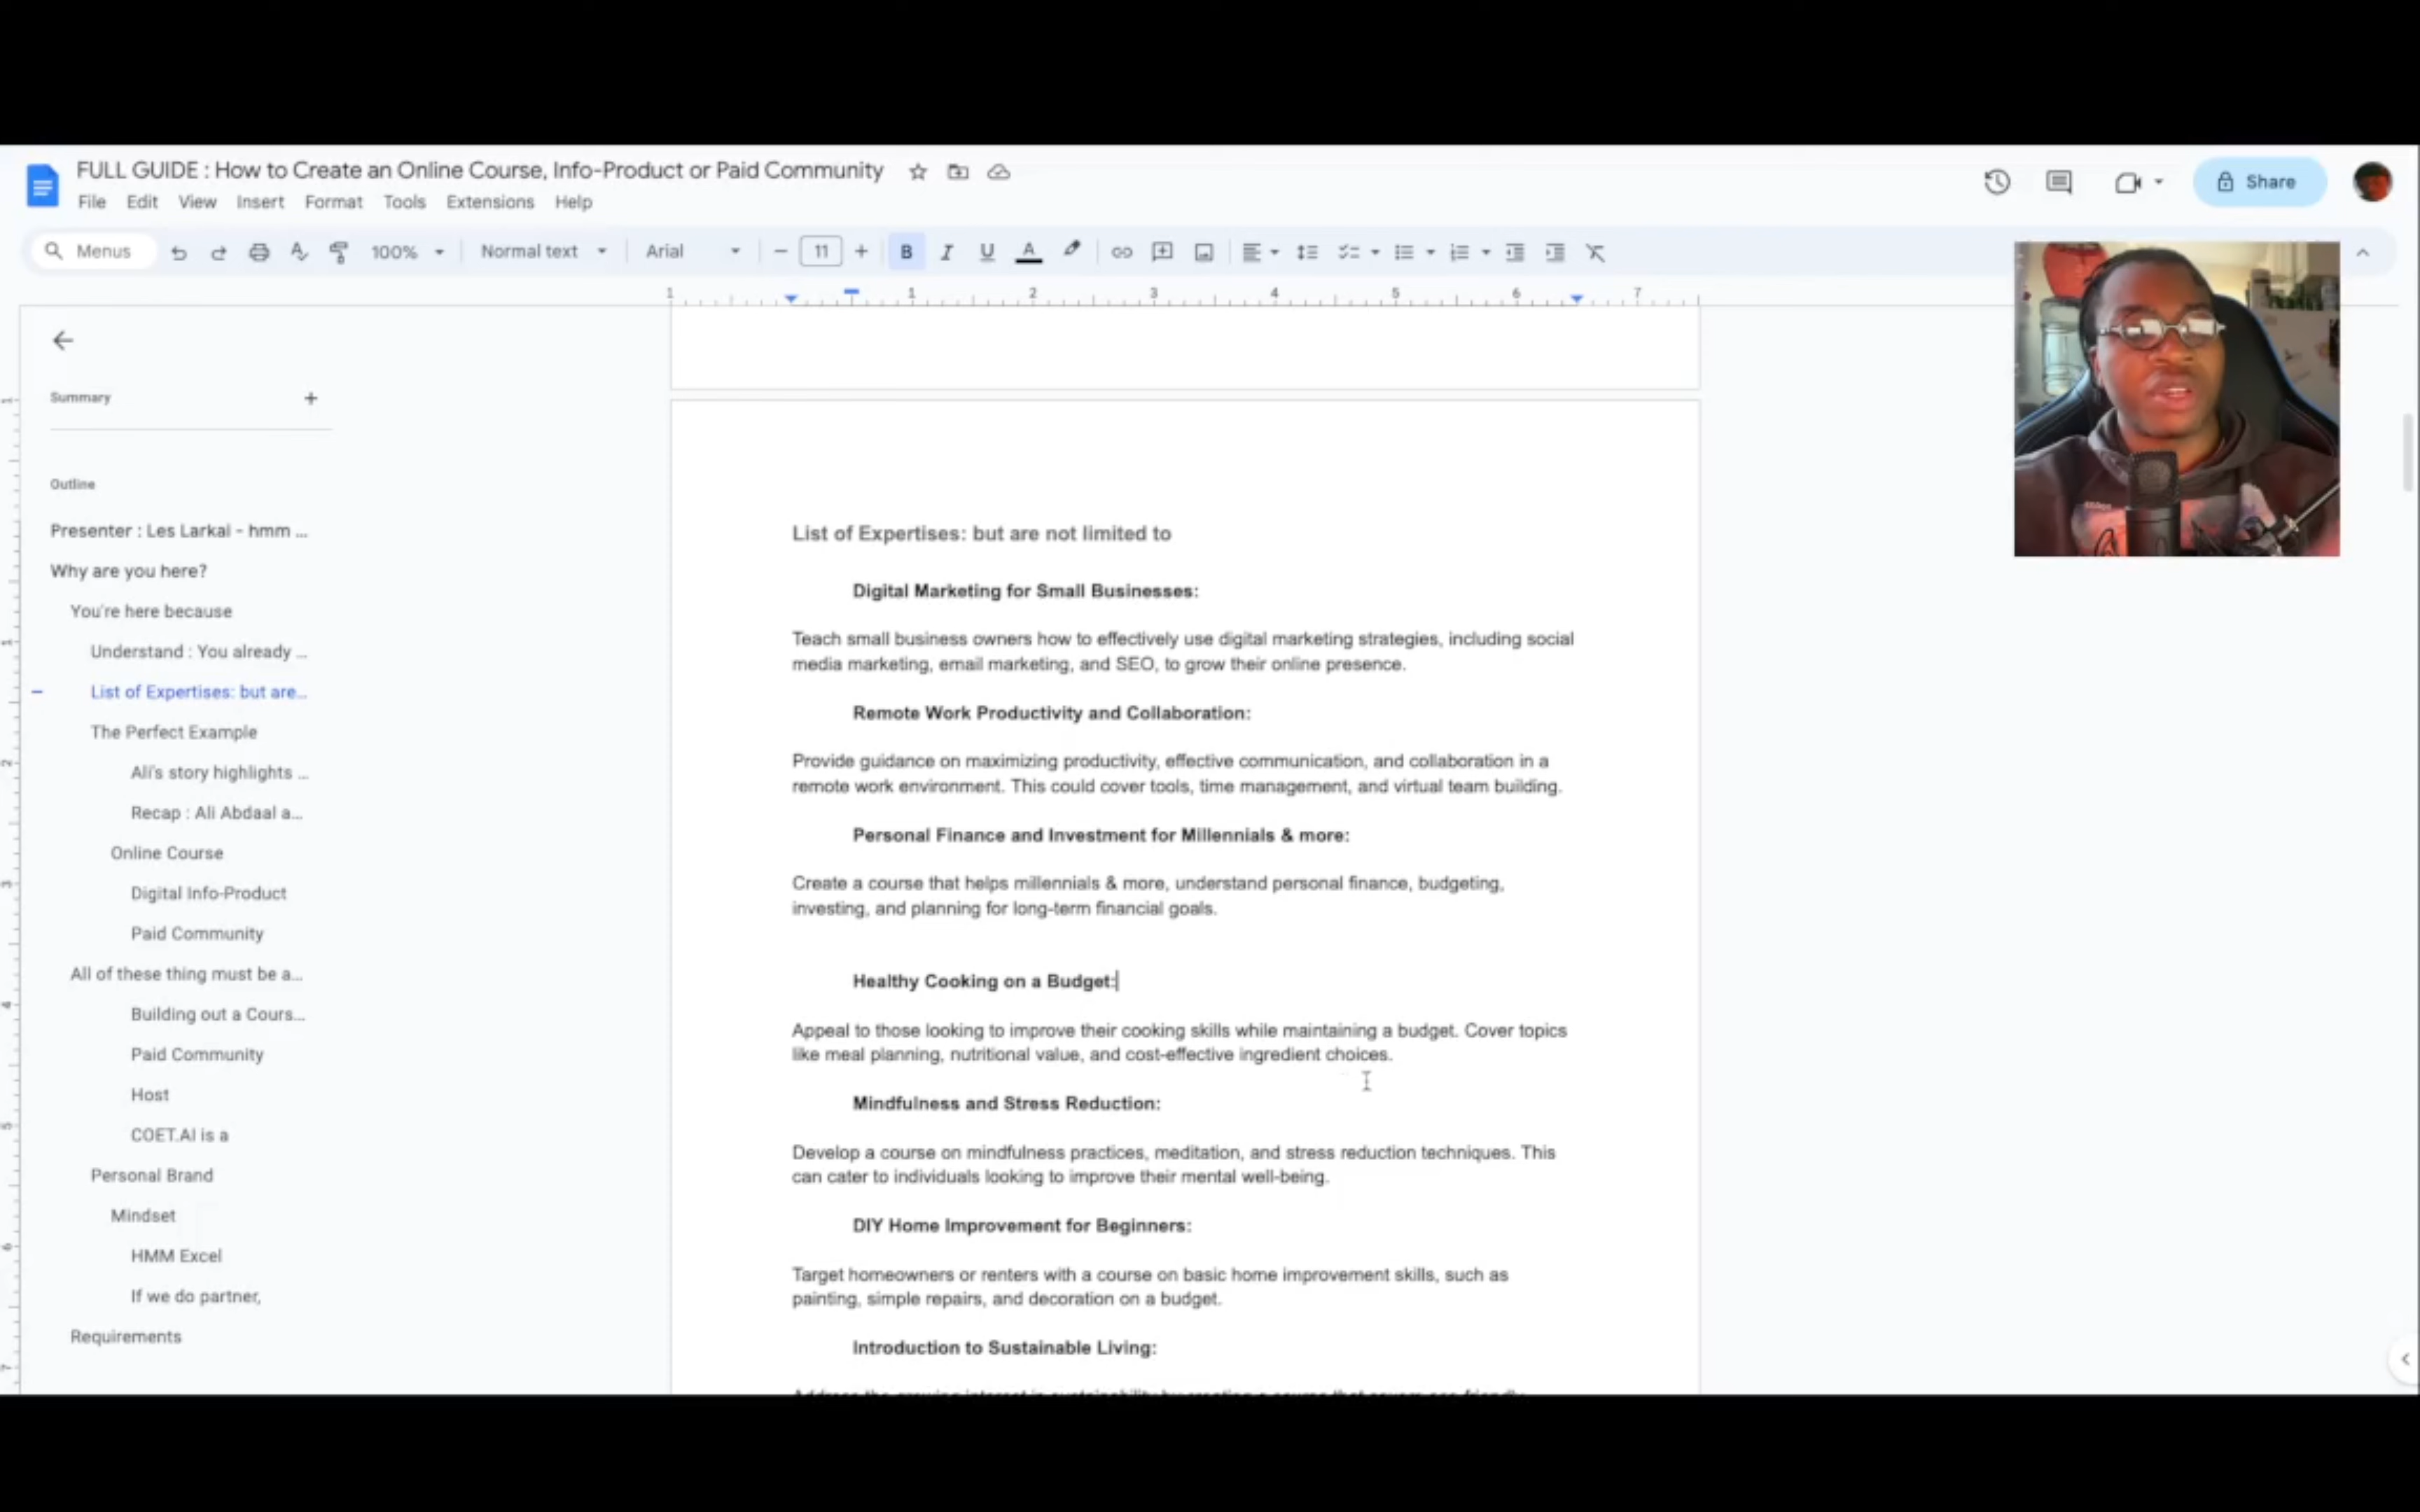 FULL GUIDE : How to Create an Online Course, Info-Product or Paid Community
File Edit View Insert Format Tools Extensions Help
Share
Menus 100% Normal text Arial 11 B I U A
1 1 2 3 4 5 6 7
Summary
Outline
Presenter : Les Larkal - hmm ...
Why are you here?
You're here because
Understand : You already ...
List of Expertises: but are...
The Perfect Example
Ali's story highlights ...
Recap : Ali Abdaal a...
Online Course
Digital Info-Product
Paid Community
All of these thing must be a...
Building out a Cours...
Paid Community
Host
COET.AI is a
Personal Brand
Mindset
HMM Excel
If we do partner,
Requirements
List of Expertises: but are not limited to
Digital Marketing for Small Businesses:
Teach small business owners how to effectively use digital marketing strategies, including social
media marketing, email marketing, and SEO, to grow their online presence.
Remote Work Productivity and Collaboration:
Provide guidance on maximizing productivity, effective communication, and collaboration in a
remote work environment. This could cover tools, time management, and virtual team building.
Personal Finance and Investment for Millennials & more:
Create a course that helps millennials & more, understand personal finance, budgeting,
investing, and planning for long-term financial goals.
Healthy Cooking on a Budget:
Appeal to those looking to improve their cooking skills while maintaining a budget. Cover topics
like meal planning, nutritional value, and cost-effective ingredient choices.
Mindfulness and Stress Reduction:
Develop a course on mindfulness practices, meditation, and stress reduction techniques. This
can cater to individuals looking to improve their mental well-being.
DIY Home Improvement for Beginners:
Target homeowners or renters with a course on basic home improvement skills, such as
painting, simple repairs, and decoration on a budget.
Introduction to Sustainable Living: